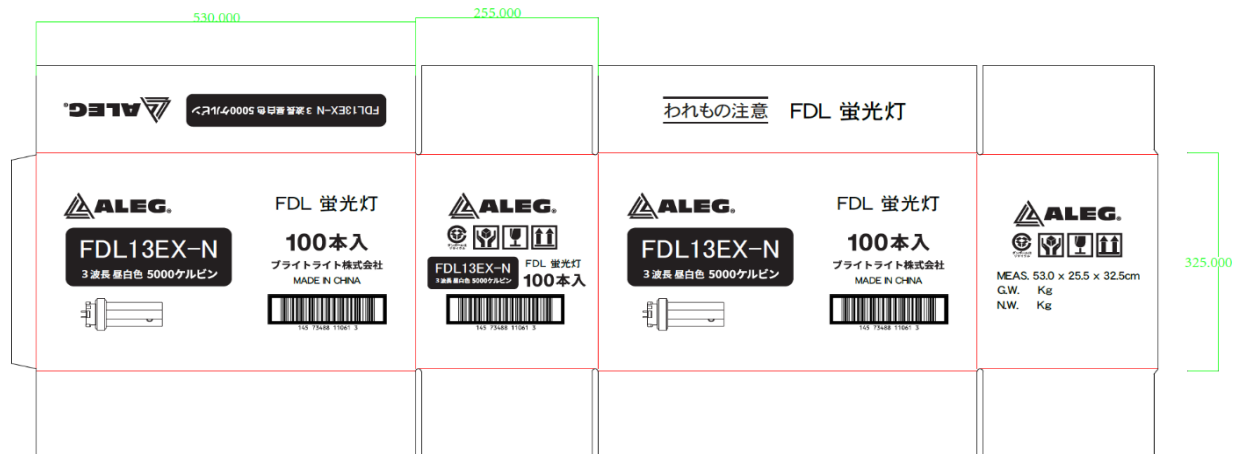 530.000
255.000
ALEG.
FDL13EX-N 3波長 昼白色 5000ケルビン
われもの注意 FDL 蛍光灯
ALEG.
FDL13EX-N
3波長 昼白色 5000ケルビン
FDL 蛍光灯
100本入
ブライトライト株式会社
MADE IN CHINA
145 73488 11061 3
ALEG.
FDL13EX-N
3波長 昼白色 5000ケルビン
FDL 蛍光灯
100本入
145 73488 11061 3
ALEG.
FDL13EX-N
3波長 昼白色 5000ケルビン
FDL 蛍光灯
100本入
ブライトライト株式会社
MADE IN CHINA
145 73488 11061 3
ALEG.
MEAS. 53.0 x 25.5 x 32.5cm
G.W. Kg
N.W. Kg
325.000